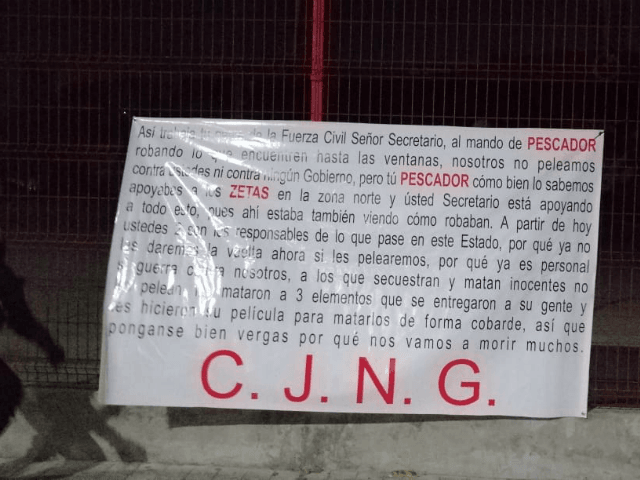 Así trabaja tu de la Fuerza Civil Señor Secretario, al mando de PESCADOR
robando lo que encuentren hasta las ventanas, nosotros no peleamos
contra ustedes ni contra ningún Gobierno, pero tú PESCADOR cómo bien lo sabemos
apoyabas a los ZETAS en la zona norte y ústed Secretario está apoyando
a todo esto, pues ahí estaba también viendo cómo robaban. A partir de hoy
ustedes 2 son los responsables de lo que pase en este Estado, por qué ya no
les daremos la vuelta ahora si les pelearemos, por qué ya es personal
su guerra contra nosotros, a los que secuestran y matan inocentes no
pelean, mataron a 3 elementos que se entregaron a su gente y
les hicieron su película para matarlos de forma cobarde, así que
ponganse bien vergas por qué nos vamos a morir muchos.
C. J. N. G.